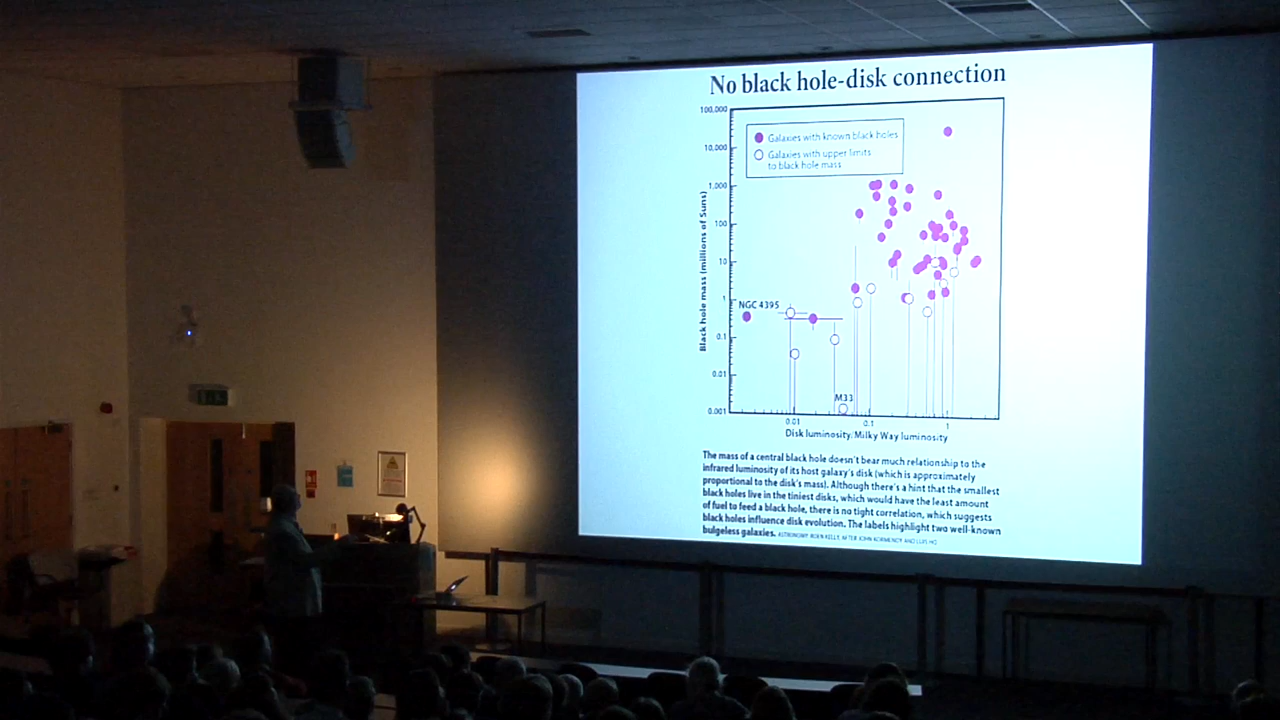 No black hole-disk connection
100,000
Galaxies with known black holes
Galaxies with upper limits
to black hole mass
10,000
1,000
100
10
1
0.1
0.01
0.001
Black hole mass (millions of Suns)
NGC 4395
M33
0.01
0.1
1
Disk luminosity/Milky Way luminosity
The mass of a central black hole doesn't bear much relationship to the
infrared luminosity of its host galaxy's disk (which is approximately
proportional to the disk's mass). Although there's a hint that the smallest
black holes live in the tiniest disks, which would have the least amount
of fuel to feed a black hole, there is no tight correlation, which suggests
black holes influence disk evolution. The labels highlight two well-known
bulgeless galaxies. ASTRONOMY: ROEN KELLY, AFTER JOHN KORMENDY AND LUIS HO